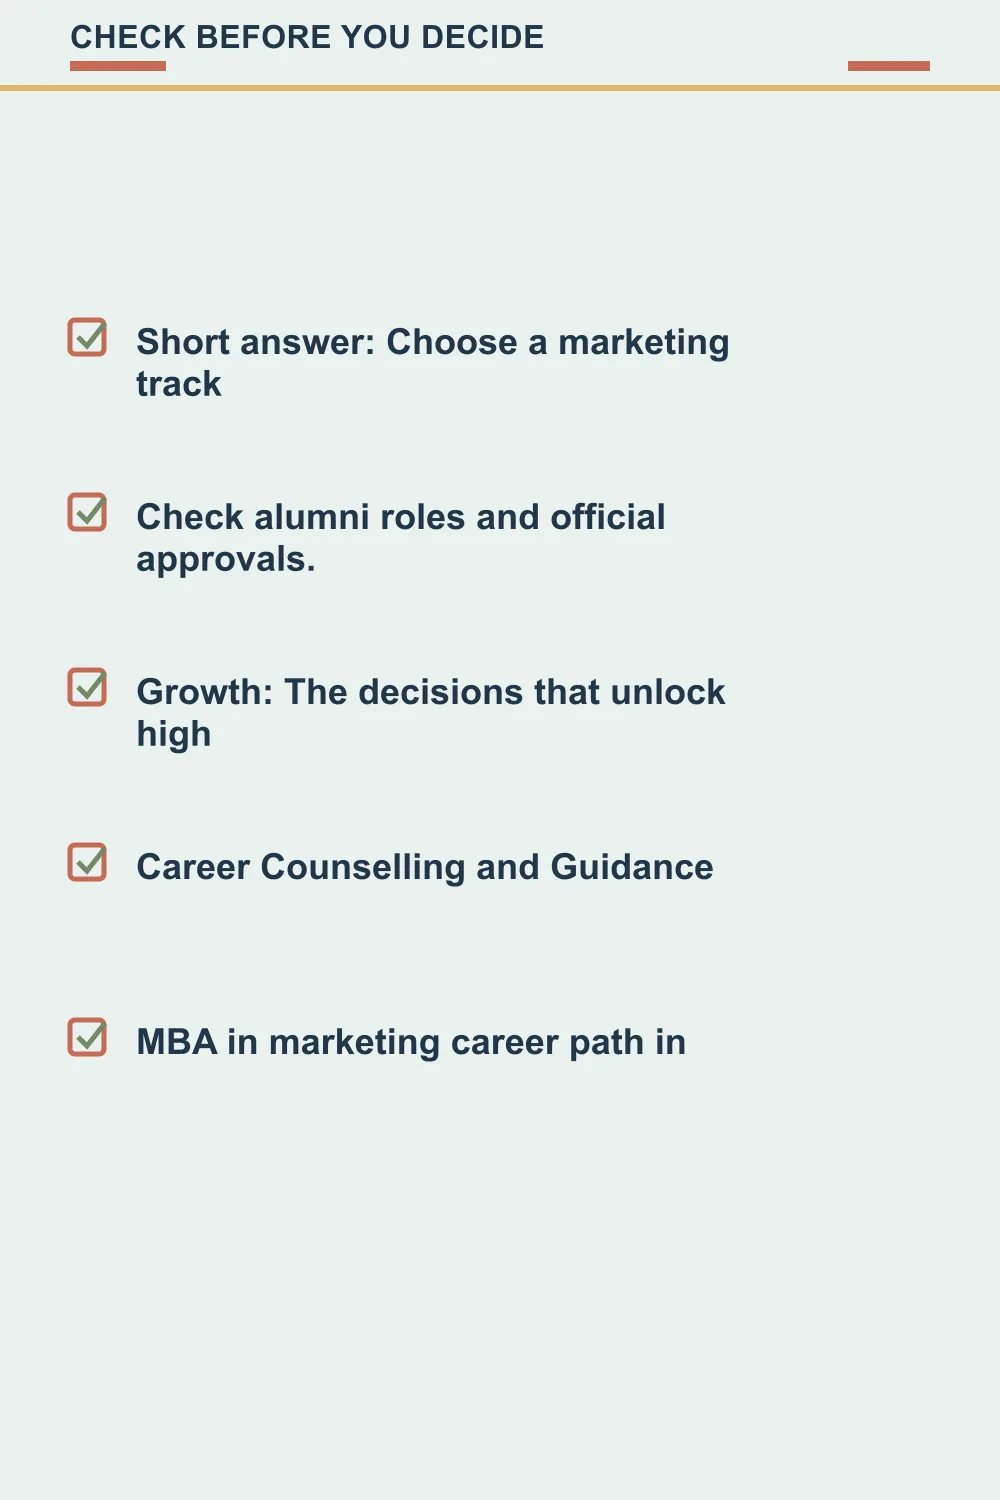 CHECK BEFORE YOU DECIDE
Short answer: Choose a marketing
track
Check alumni roles and official
approvals.
Growth: The decisions that unlock
high
Career Counselling and Guidance
MBA in marketing career path in